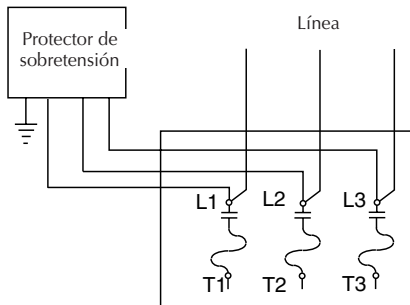 Protector de
sobretensión
Línea
L1 L2 L3
T1 T2 T3